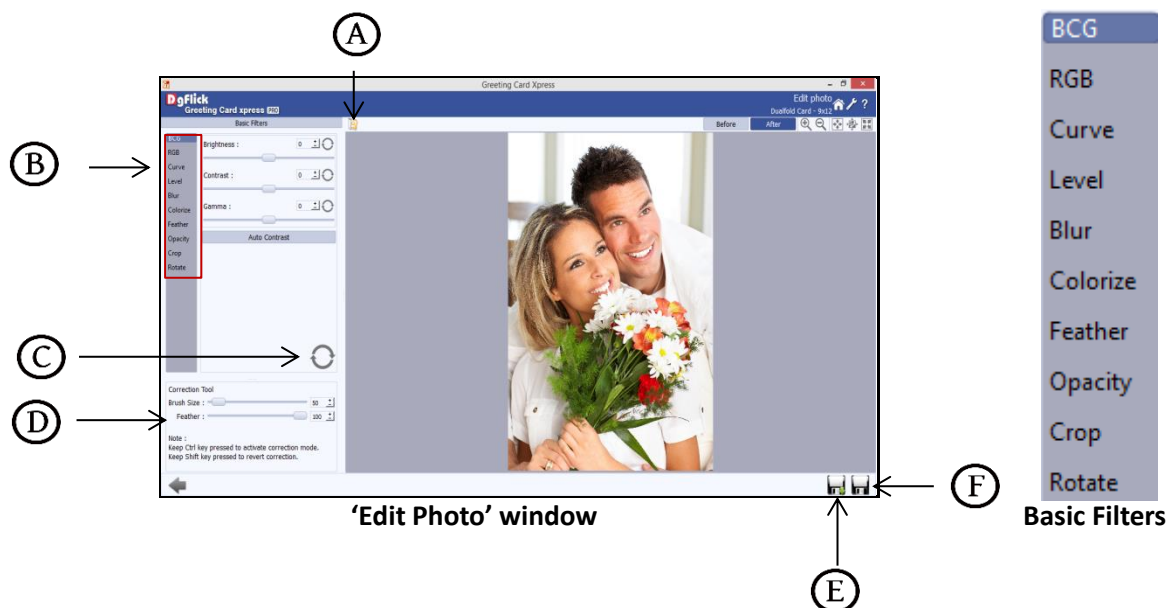 A
Greeting Card Xpress
DgFlick
Greeting Card xpress PRO
Edit photo
Dualfold Card - 9x12
?
Basic Filters
Before
After
B
BCG
RGB
Curve
Level
Blur
Colorize
Feather
Opacity
Crop
Rotate
Brightness : 0
Contrast : 0
Gamma : 0
Auto Contrast
C
D
Correction Tool
Brush Size : 50
Feather : 100
Note :
Keep Ctrl key pressed to activate correction mode.
Keep Shift key pressed to revert correction.
F
E
‘Edit Photo’ window
BCG
RGB
Curve
Level
Blur
Colorize
Feather
Opacity
Crop
Rotate
Basic Filters